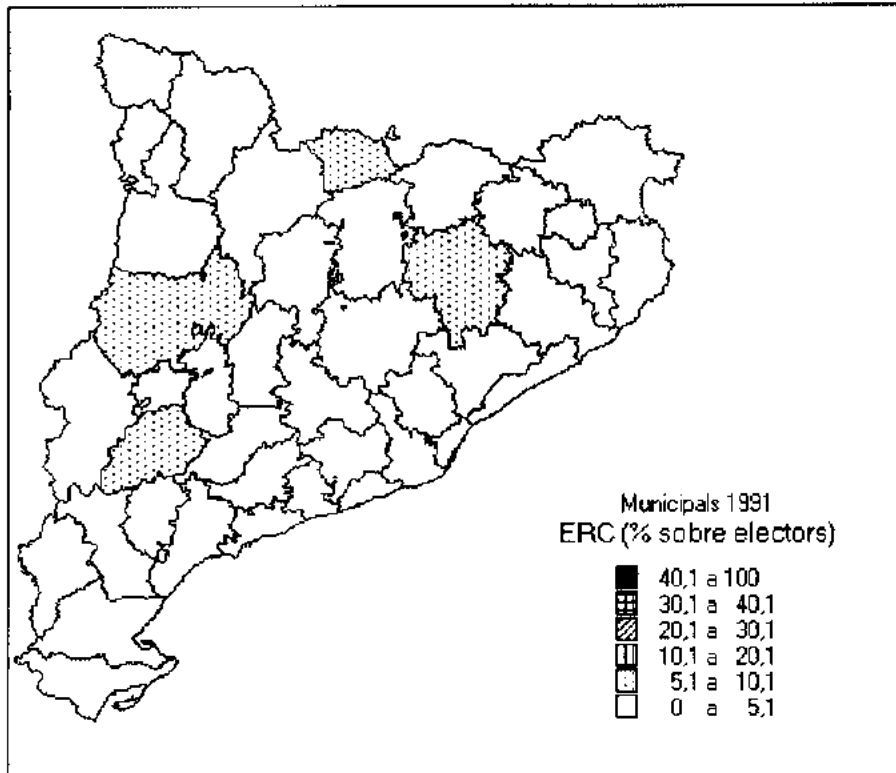 Municipals 1991
ERC (% sobre electors)
40,1 a 100
30,1 a 40,1
20,1 a 30,1
10,1 a 20,1
5,1 a 10,1
0 a 5,1